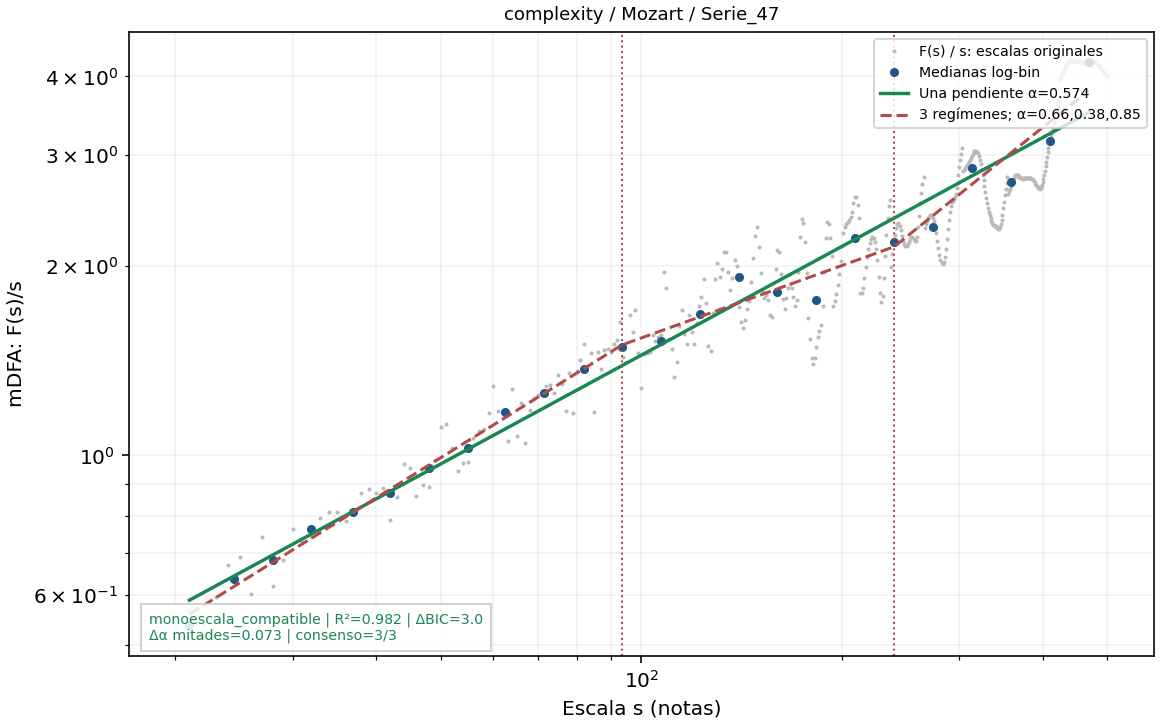 complexity / Mozart / Serie_47
F(s) / s: escalas originales
Medianas log-bin
Una pendiente α=0.574
3 regímenes; α=0.66,0.38,0.85
mDFA: F(s)/s
4 × 10⁰
3 × 10⁰
2 × 10⁰
10⁰
6 × 10⁻¹
monoescala_compatible | R²=0.982 | ΔBIC=3.0
Δα mitades=0.073 | consenso=3/3
10²
Escala s (notas)